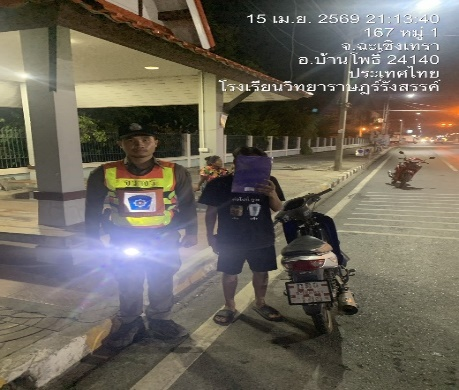 15 เม.ย. 2569 21:13:40
167 หมู่ 1
จ.ฉะเชิงเทรา
อ.บ้านโพธิ์ 24140
ประเทศไทย
โรงเรียนวิทยาราษฎร์รังสรรค์